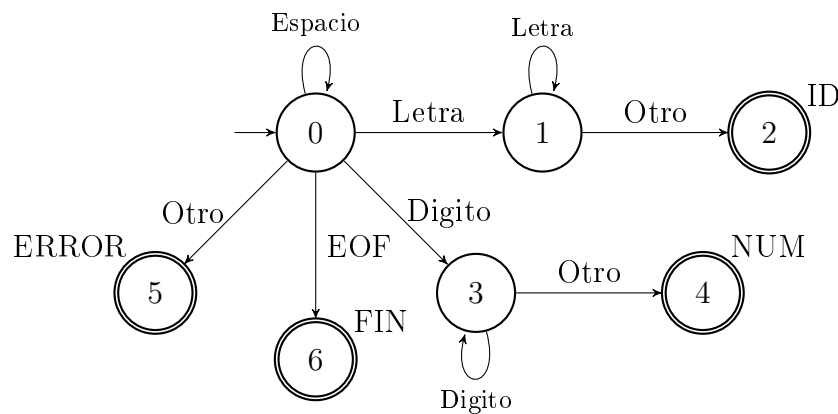 Espacio
Letra
ID
0
Letra
1
Otro
2
Otro
Digito
ERROR
EOF
NUM
5
3
Otro
4
FIN
6
Digito